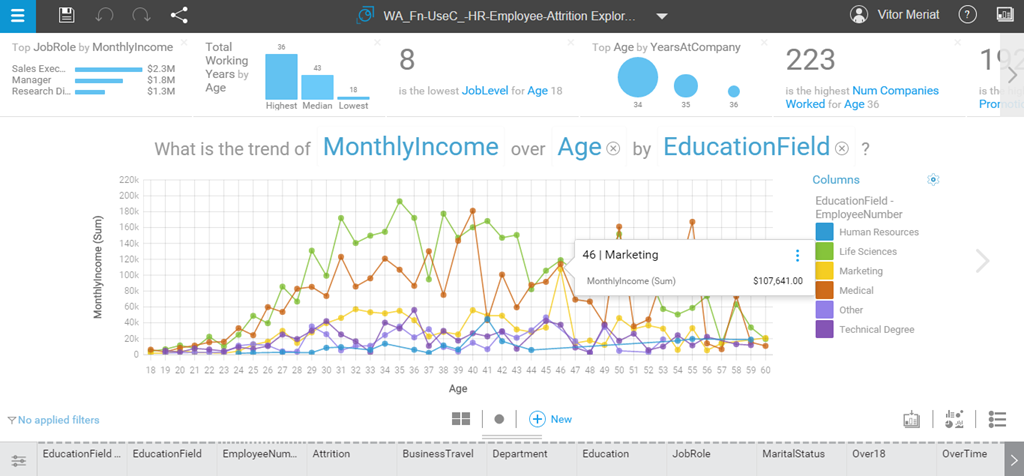 WA_Fn-UseC_-HR-Employee-Attrition Explor...
Vitor Meriat
?
Top JobRole by MonthlyIncome
Sales Exec... $2.3M
Manager $1.8M
Research Di... $1.3M
Total
Working
Years by
Age
36
43
18
Highest Median Lowest
8
is the lowest JobLevel for Age 18
Top Age by YearsAtCompany
34 35 36
223
is the highest Num Companies
Worked for Age 36
192
is the hig
Promotio
What is the trend of MonthlyIncome over Age by EducationField ?
MonthlyIncome (Sum)
220k
200k
180k
160k
140k
120k
100k
80k
60k
40k
20k
0
18 19 20 21 22 23 24 25 26 27 28 29 30 31 32 33 34 35 36 37 38 39 40 41 42 43 44 45 46 47 48 49 50 51 52 53 54 55 56 57 58 59 60
Age
46 | Marketing
MonthlyIncome (Sum) $107,641.00
Columns
EducationField -
EmployeeNumber
Human Resources
Life Sciences
Marketing
Medical
Other
Technical Degree
No applied filters
New
EducationField ... EducationField EmployeeNum... Attrition BusinessTravel Department Education JobRole MaritalStatus Over18 OverTime